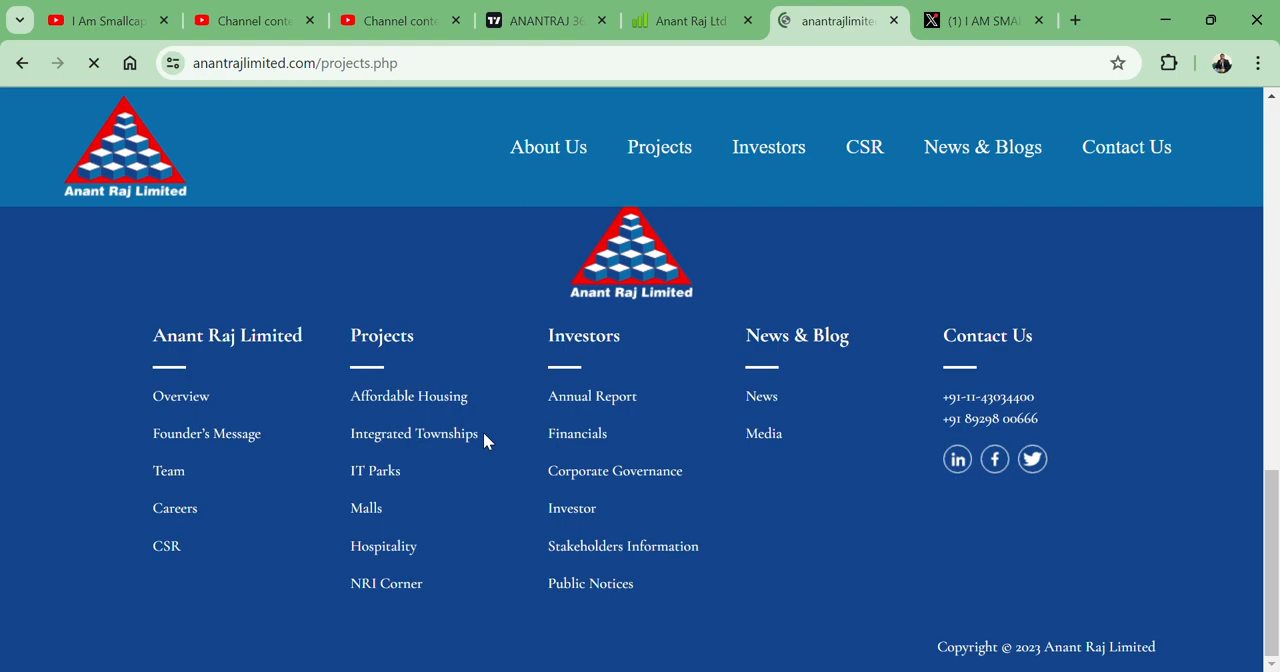 I Am Smallcap
Channel conte
Channel conte
ANANTRAJ 36
Anant Raj Ltd
anantrajlimite
(1) I AM SMA
anantrajlimited.com/projects.php
Anant Raj Limited
About Us
Projects
Investors
CSR
News & Blogs
Contact Us
Anant Raj Limited
Anant Raj Limited
Overview
Founder's Message
Team
Careers
CSR
Projects
Affordable Housing
Integrated Townships
IT Parks
Malls
Hospitality
NRI Corner
Investors
Annual Report
Financials
Corporate Governance
Investor
Stakeholders Information
Public Notices
News & Blog
News
Media
Contact Us
+91-11-43034400
+91 89298 00666
Copyright © 2023 Anant Raj Limited